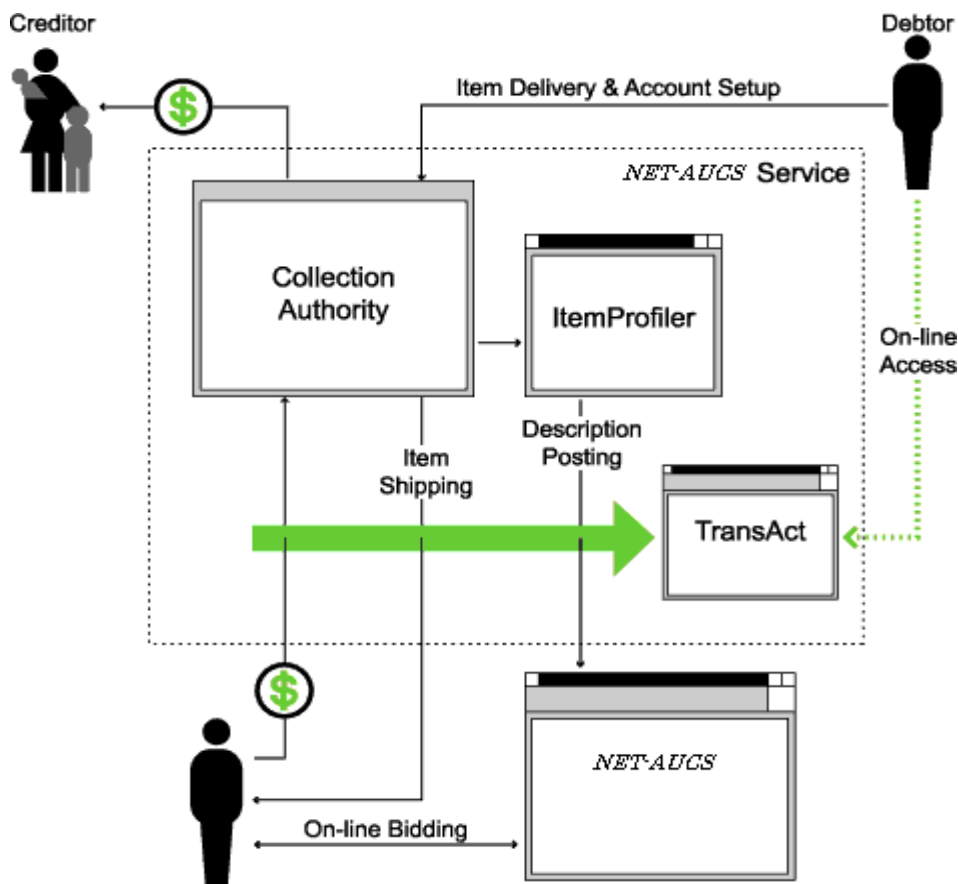 Creditor
Debtor
$
Item Delivery & Account Setup
NET-AUCS Service
Collection
Authority
ItemProfiler
On-line
Access
Item
Shipping
Description
Posting
TransAct
$
NET-AUCS
On-line Bidding